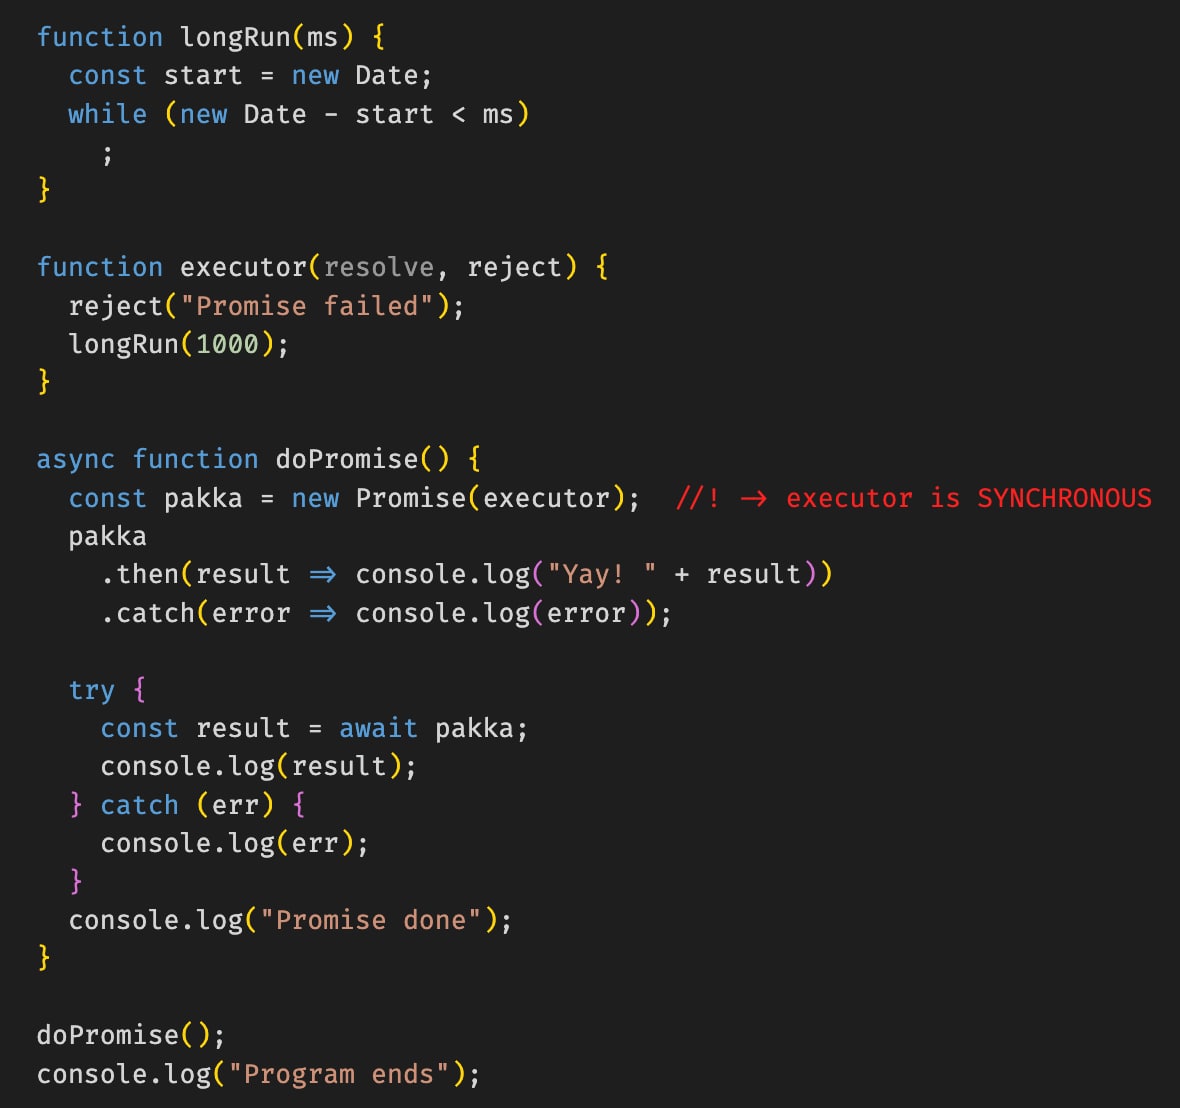 function longRun(ms) {
  const start = new Date;
  while (new Date - start < ms)
    ;
}

function executor(resolve, reject) {
  reject("Promise failed");
  longRun(1000);
}

async function doPromise() {
  const pakka = new Promise(executor);  //! → executor is SYNCHRONOUS
  pakka
    .then(result ⇒ console.log("Yay! " + result))
    .catch(error ⇒ console.log(error));

  try {
    const result = await pakka;
    console.log(result);
  } catch (err) {
    console.log(err);
  }
  console.log("Promise done");
}

doPromise();
console.log("Program ends");